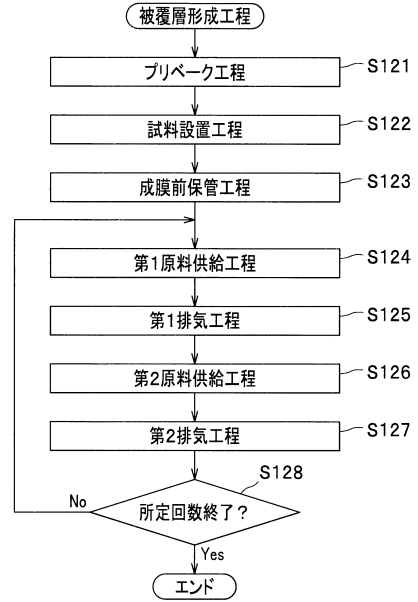 被覆層形成工程
プリベーク工程
S121
試料設置工程
S122
成膜前保管工程
S123
第1原料供給工程
S124
第1排気工程
S125
第2原料供給工程
S126
第2排気工程
S127
S128
所定回数終了?
No
Yes
エンド